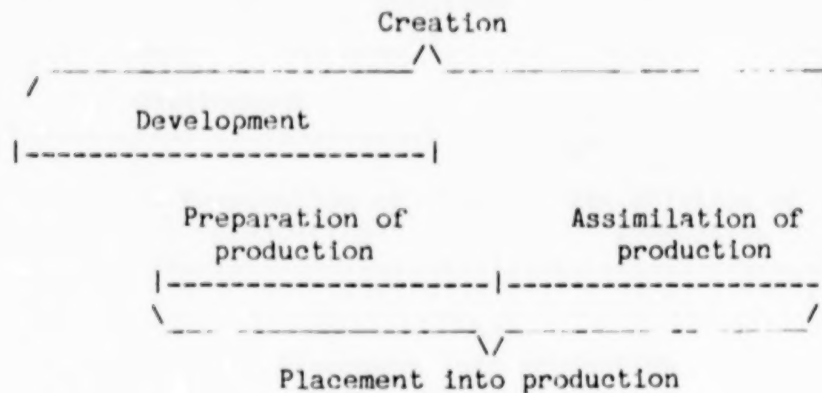 Creation
Development
Preparation of Assimilation of
production production
Placement into production